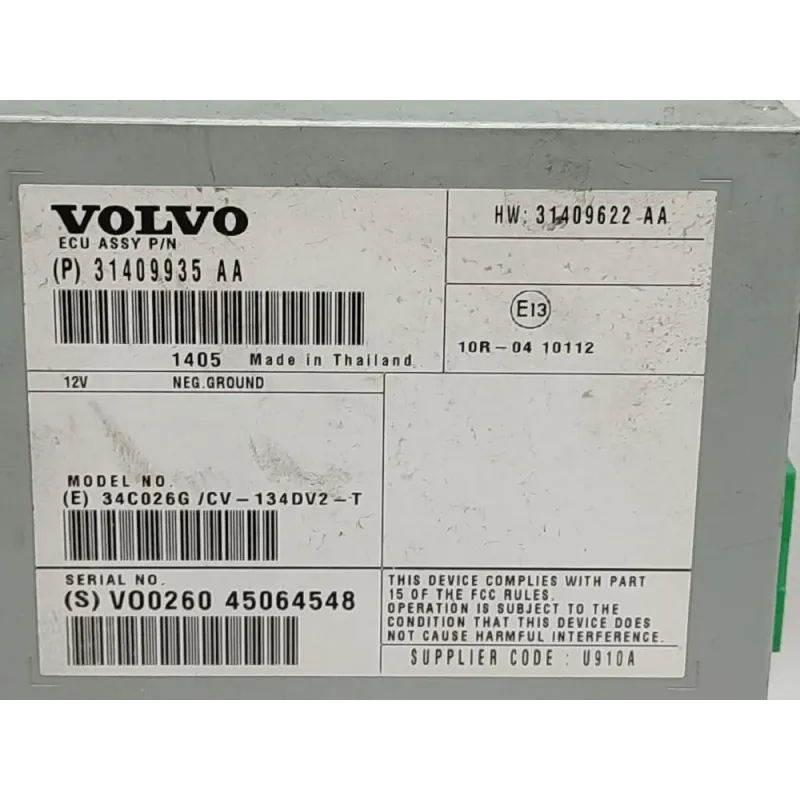 VOLVO
ECU ASSY P/N
(P) 31409935 AA
1405 Made in Thailand
HW: 31409622 AA
E13
10R-04 10112
12V NEG.GROUND
MODEL NO.
(E) 34C026G /CV-134DV2-T
SERIAL NO.
(S) VO0260 45064548
THIS DEVICE COMPLIES WITH PART
15 OF THE FCC RULES.
OPERATION IS SUBJECT TO THE
CONDITION THAT THIS DEVICE DOES
NOT CAUSE HARMFUL INTERFERENCE.
SUPPLIER CODE : U910A